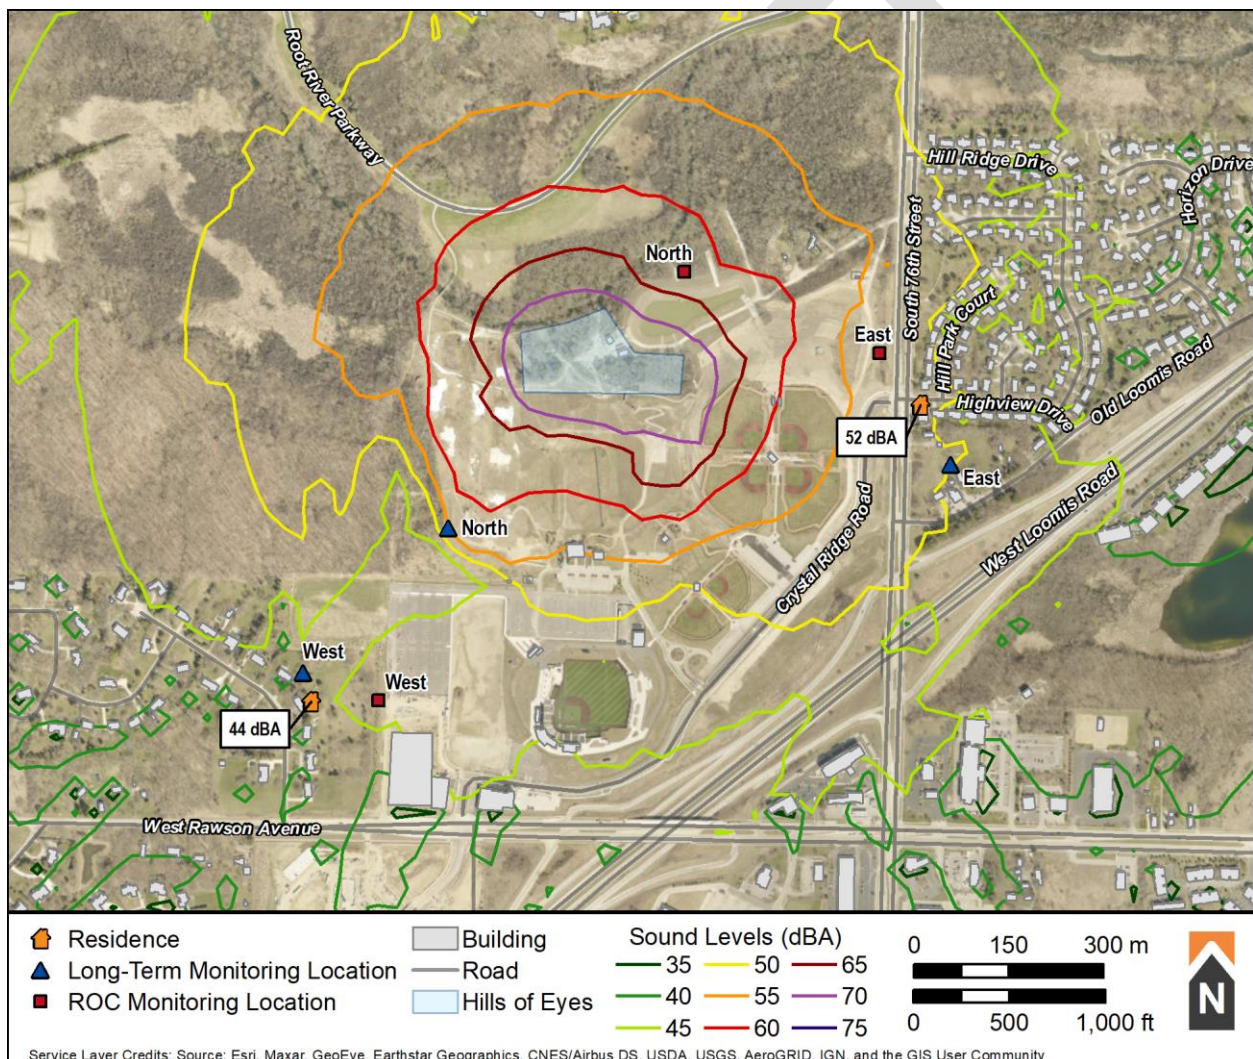 Root River Parkway
Hill Ridge Drive
Horizon Drive
South 76th Street
North
East
Hill Park Court
Old Loomis Road
Highview Drive
52 dBA
East
West Loomis Road
North
Crystal Ridge Road
West
West
44 dBA
West Rawson Avenue
Residence
Long-Term Monitoring Location
ROC Monitoring Location
Building
Road
Hills of Eyes
Sound Levels (dBA)
35 50 65
40 55 70
45 60 75
0 150 300 m
0 500 1,000 ft
N
Service Layer Credits: Source: Esri, Maxar, GeoEye, Earthstar Geographics, CNES/Airbus DS, USDA, USGS, AeroGRID, IGN, and the GIS User Community